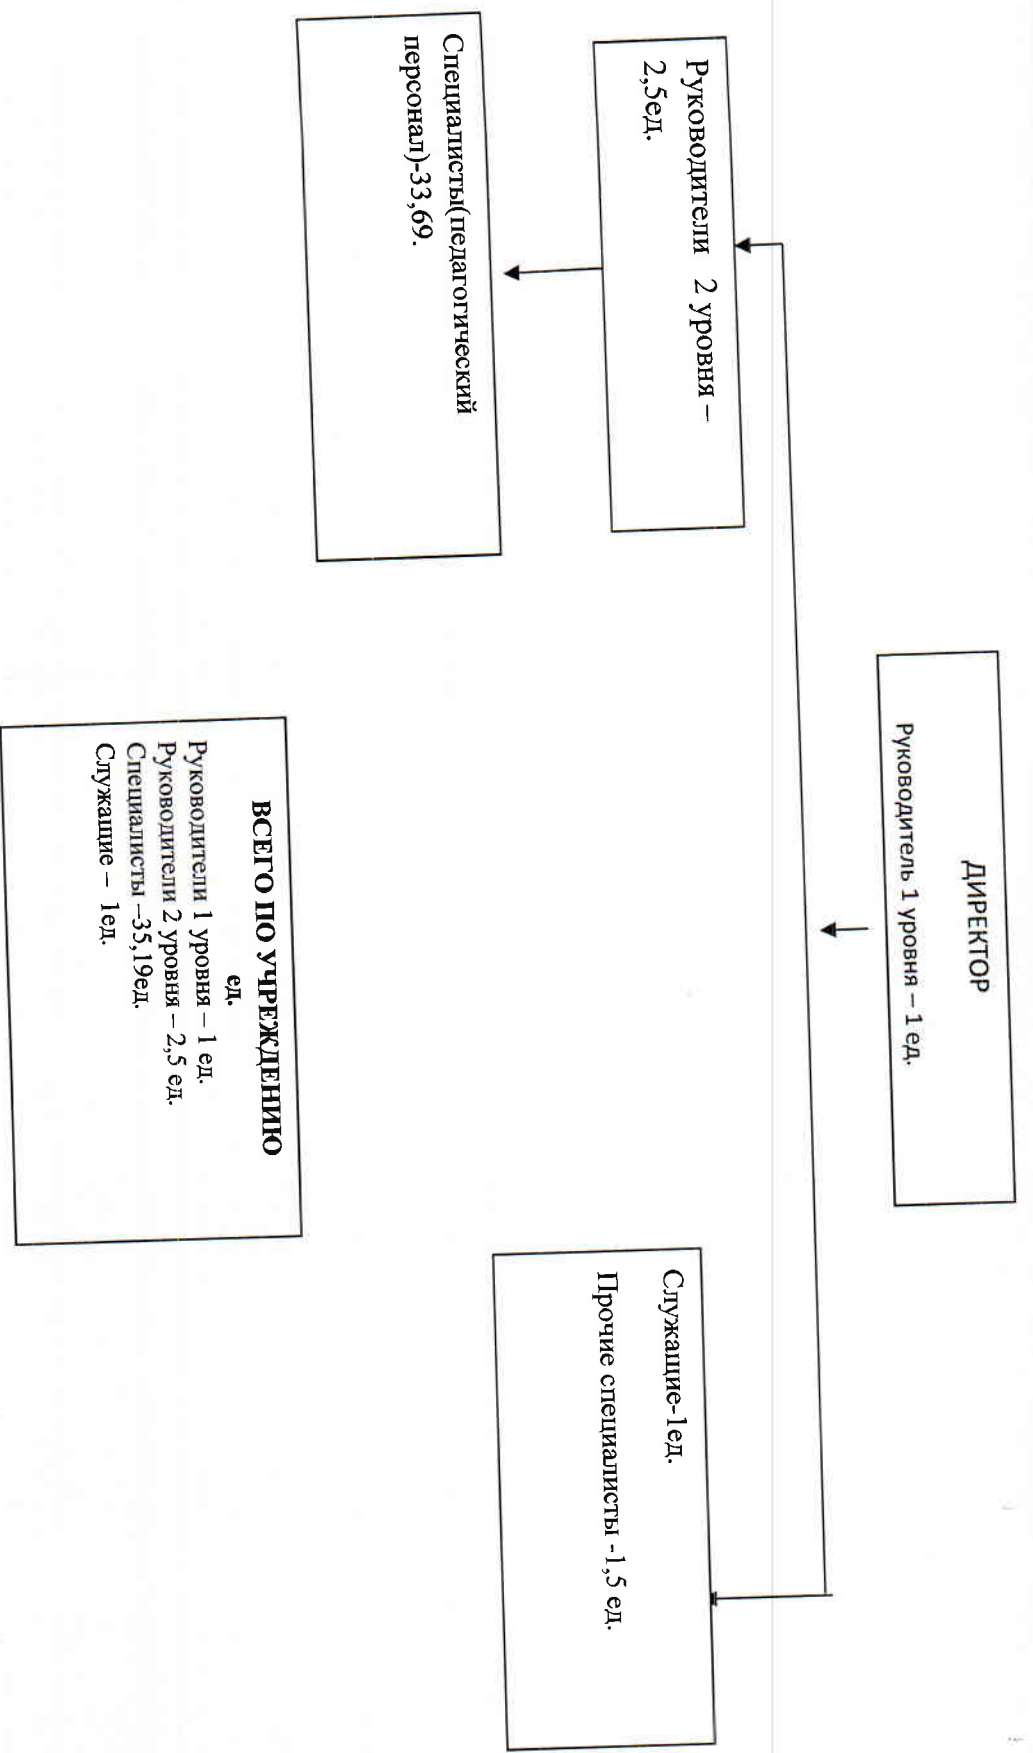 ДИРЕКТОР
Руководитель 1 уровня – 1 ед.
Руководители 2 уровня –
2,5ед.
Специалисты(педагогический
персонал)-33,69.
Служащие-1ед.
Прочие специалисты -1,5 ед.
ВСЕГО ПО УЧРЕЖДЕНИЮ
ед.
Руководители 1 уровня – 1 ед.
Руководители 2 уровня – 2,5 ед.
Специалисты –35,19ед.
Служащие – 1ед.